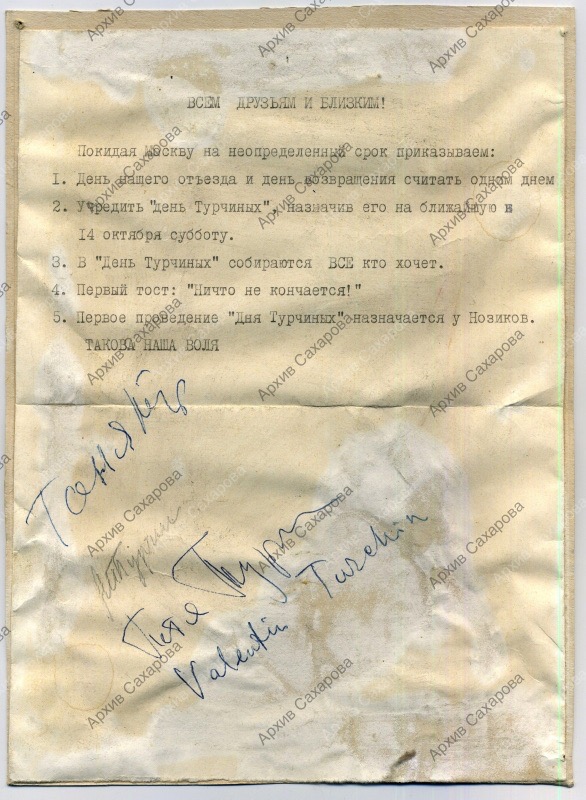 ВСЕМ ДРУЗЬЯМ И БЛИЗКИМ!
Покидая Москву на неопределенный срок приказываем:
1. День нашего отъезда и день возвращения считать одном днем
2. Учредить "день Турчиных", назначив его на ближайшую к
14 октября субботу.
3. В "День Турчиных" собираются ВСЕ кто хочет.
4. Первый тост: "Ничто не кончается!"
5. Первое проведение "Дня Турчиных" назначается у Нозиков.
ТАКОВА НАША ВОЛЯ
Таня
Турчин
Петя Турчин
Valentin Turchin
Архив Сахарова